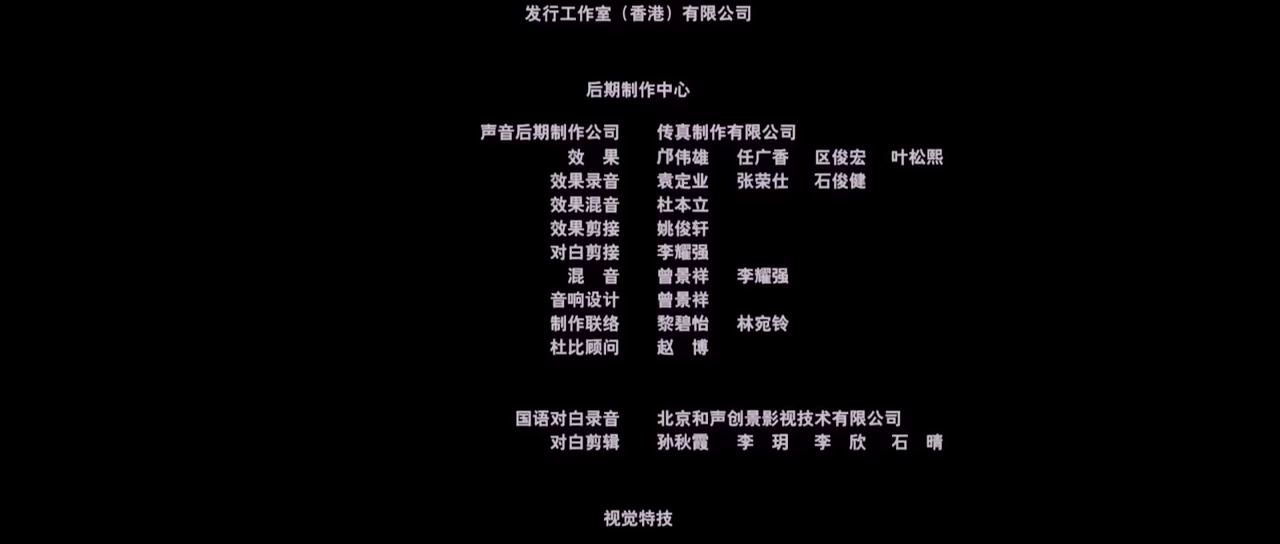 发行工作室（香港）有限公司
后期制作中心
声音后期制作公司 传真制作有限公司
效 果 邝伟雄 任广香 区俊宏 叶松熙
效果录音 袁定业 张荣仕 石俊健
效果混音 杜本立
效果剪接 姚俊轩
对白剪接 李耀强
混 音 曾景祥 李耀强
音响设计 曾景祥
制作联络 黎碧怡 林宛铃
杜比顾问 赵 博
国语对白录音 北京和声创景影视技术有限公司
对白剪辑 孙秋霞 李 玥 李 欣 石 晴
视觉特技